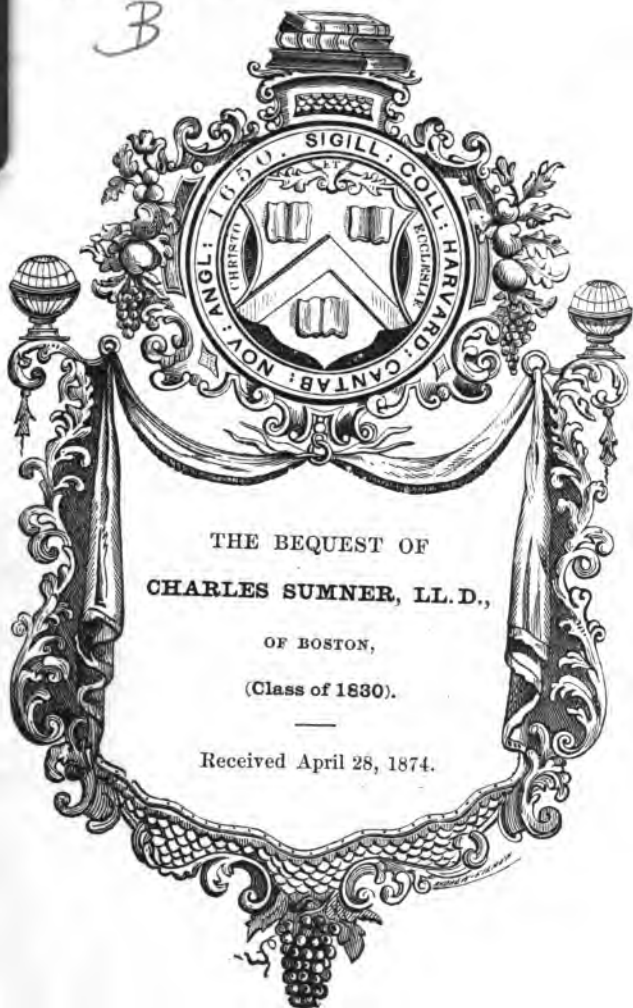 B
SIGILL: COLL: HARVARD: CANTAB: NOV: ANGL: 1650.
ET
CHRISTO
ECCLESIAE
THE BEQUEST OF
CHARLES SUMNER, LL. D.,
OF BOSTON,
(Class of 1830).
Received April 28, 1874.